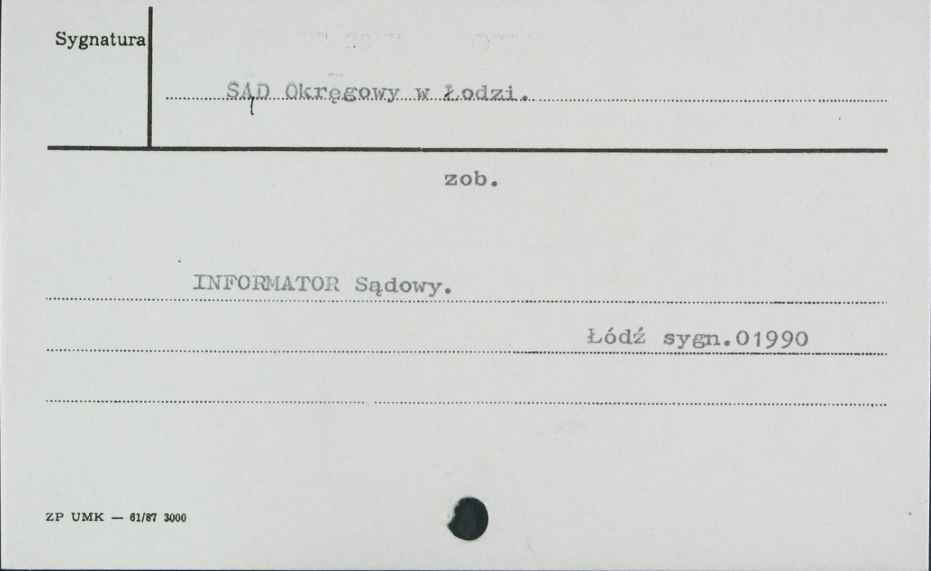 Sygnatura
SĄD Okręgowy w Łodzi.
zob.
INFORMATOR Sądowy.
Łódź sygn.01990
ZP UMK — 61/87 3000